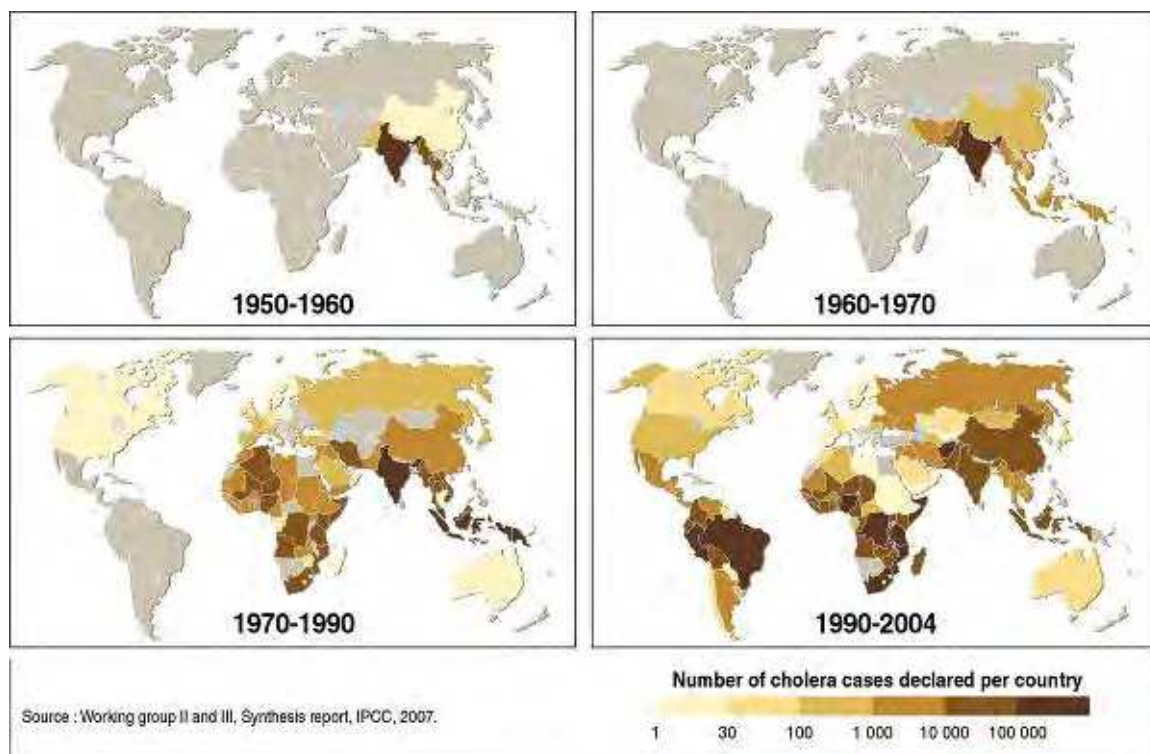 1950-1960
1960-1970
1970-1990
1990-2004
Number of cholera cases declared per country
1 30 100 1 000 10 000 100 000
Source : Working group II and III, Synthesis report, IPCC, 2007.